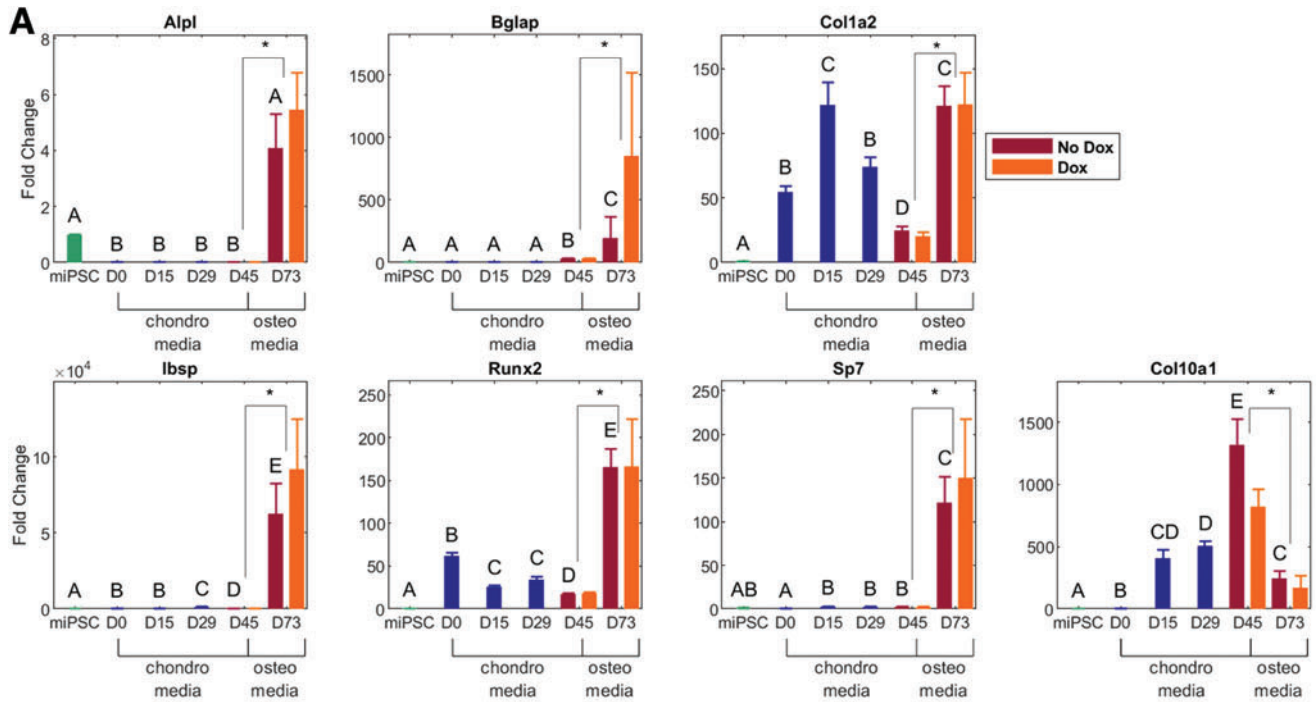 A
Alpl
Bglap
Col1a2
Fold Change
8
6
4
2
0
A
B
B
B
B
A
*
miPSC D0 D15 D29 D45 D73
chondro media
osteo media
1500
1000
500
0
A
A
A
A
B
C
*
miPSC D0 D15 D29 D45 D73
chondro media
osteo media
150
100
50
0
A
B
C
B
D
C
*
miPSC D0 D15 D29 D45 D73
chondro media
osteo media
No Dox
Dox
Ibsp
Runx2
Sp7
Col10a1
Fold Change
×10⁴
10
5
0
A
B
B
C
D
E
*
miPSC D0 D15 D29 D45 D73
chondro media
osteo media
250
200
150
100
50
0
A
B
C
C
D
E
*
miPSC D0 D15 D29 D45 D73
chondro media
osteo media
250
200
150
100
50
0
AB
A
B
B
B
C
*
miPSC D0 D15 D29 D45 D73
chondro media
osteo media
1500
1000
500
0
A
B
CD
D
E
C
*
miPSC D0 D15 D29 D45 D73
chondro media
osteo media